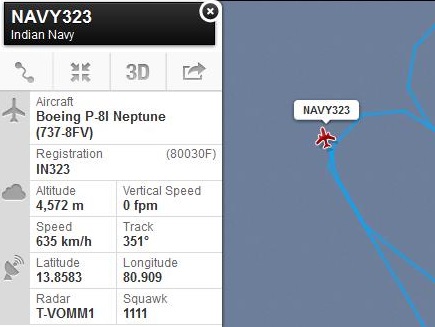 NAVY323
Indian Navy
3D
Aircraft
Boeing P-8I Neptune
(737-8FV)
Registration (80030F)
IN323
Altitude Vertical Speed
4,572 m 0 fpm
Speed Track
635 km/h 351°
Latitude Longitude
13.8583 80.909
Radar Squawk
T-VOMM1 1111
NAVY323